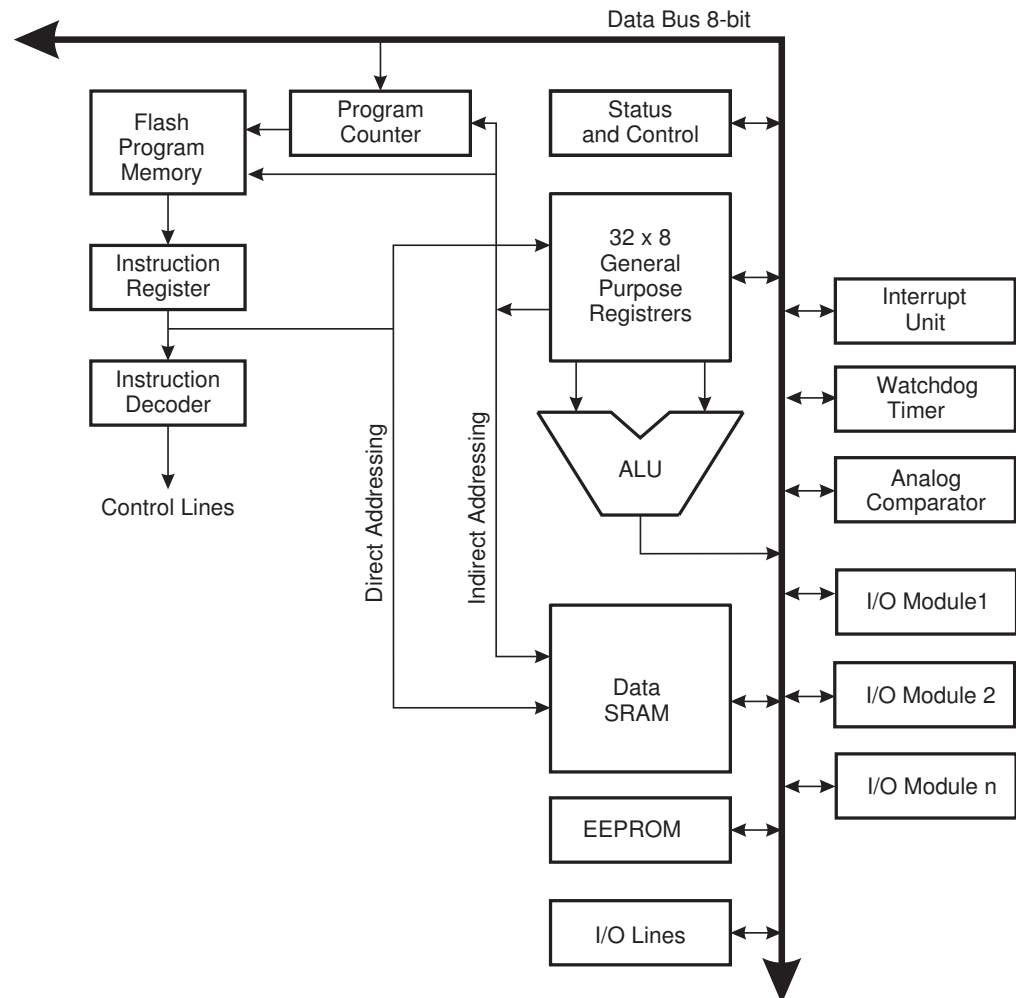 Data Bus 8-bit
Flash
Program
Memory
Program
Counter
Status
and Control
32 x 8
General
Purpose
Registrers
Instruction
Register
Interrupt
Unit
Instruction
Decoder
Watchdog
Timer
ALU
Analog
Comparator
Control Lines
Direct Addressing
Indirect Addressing
I/O Module1
Data
SRAM
I/O Module 2
I/O Module n
EEPROM
I/O Lines